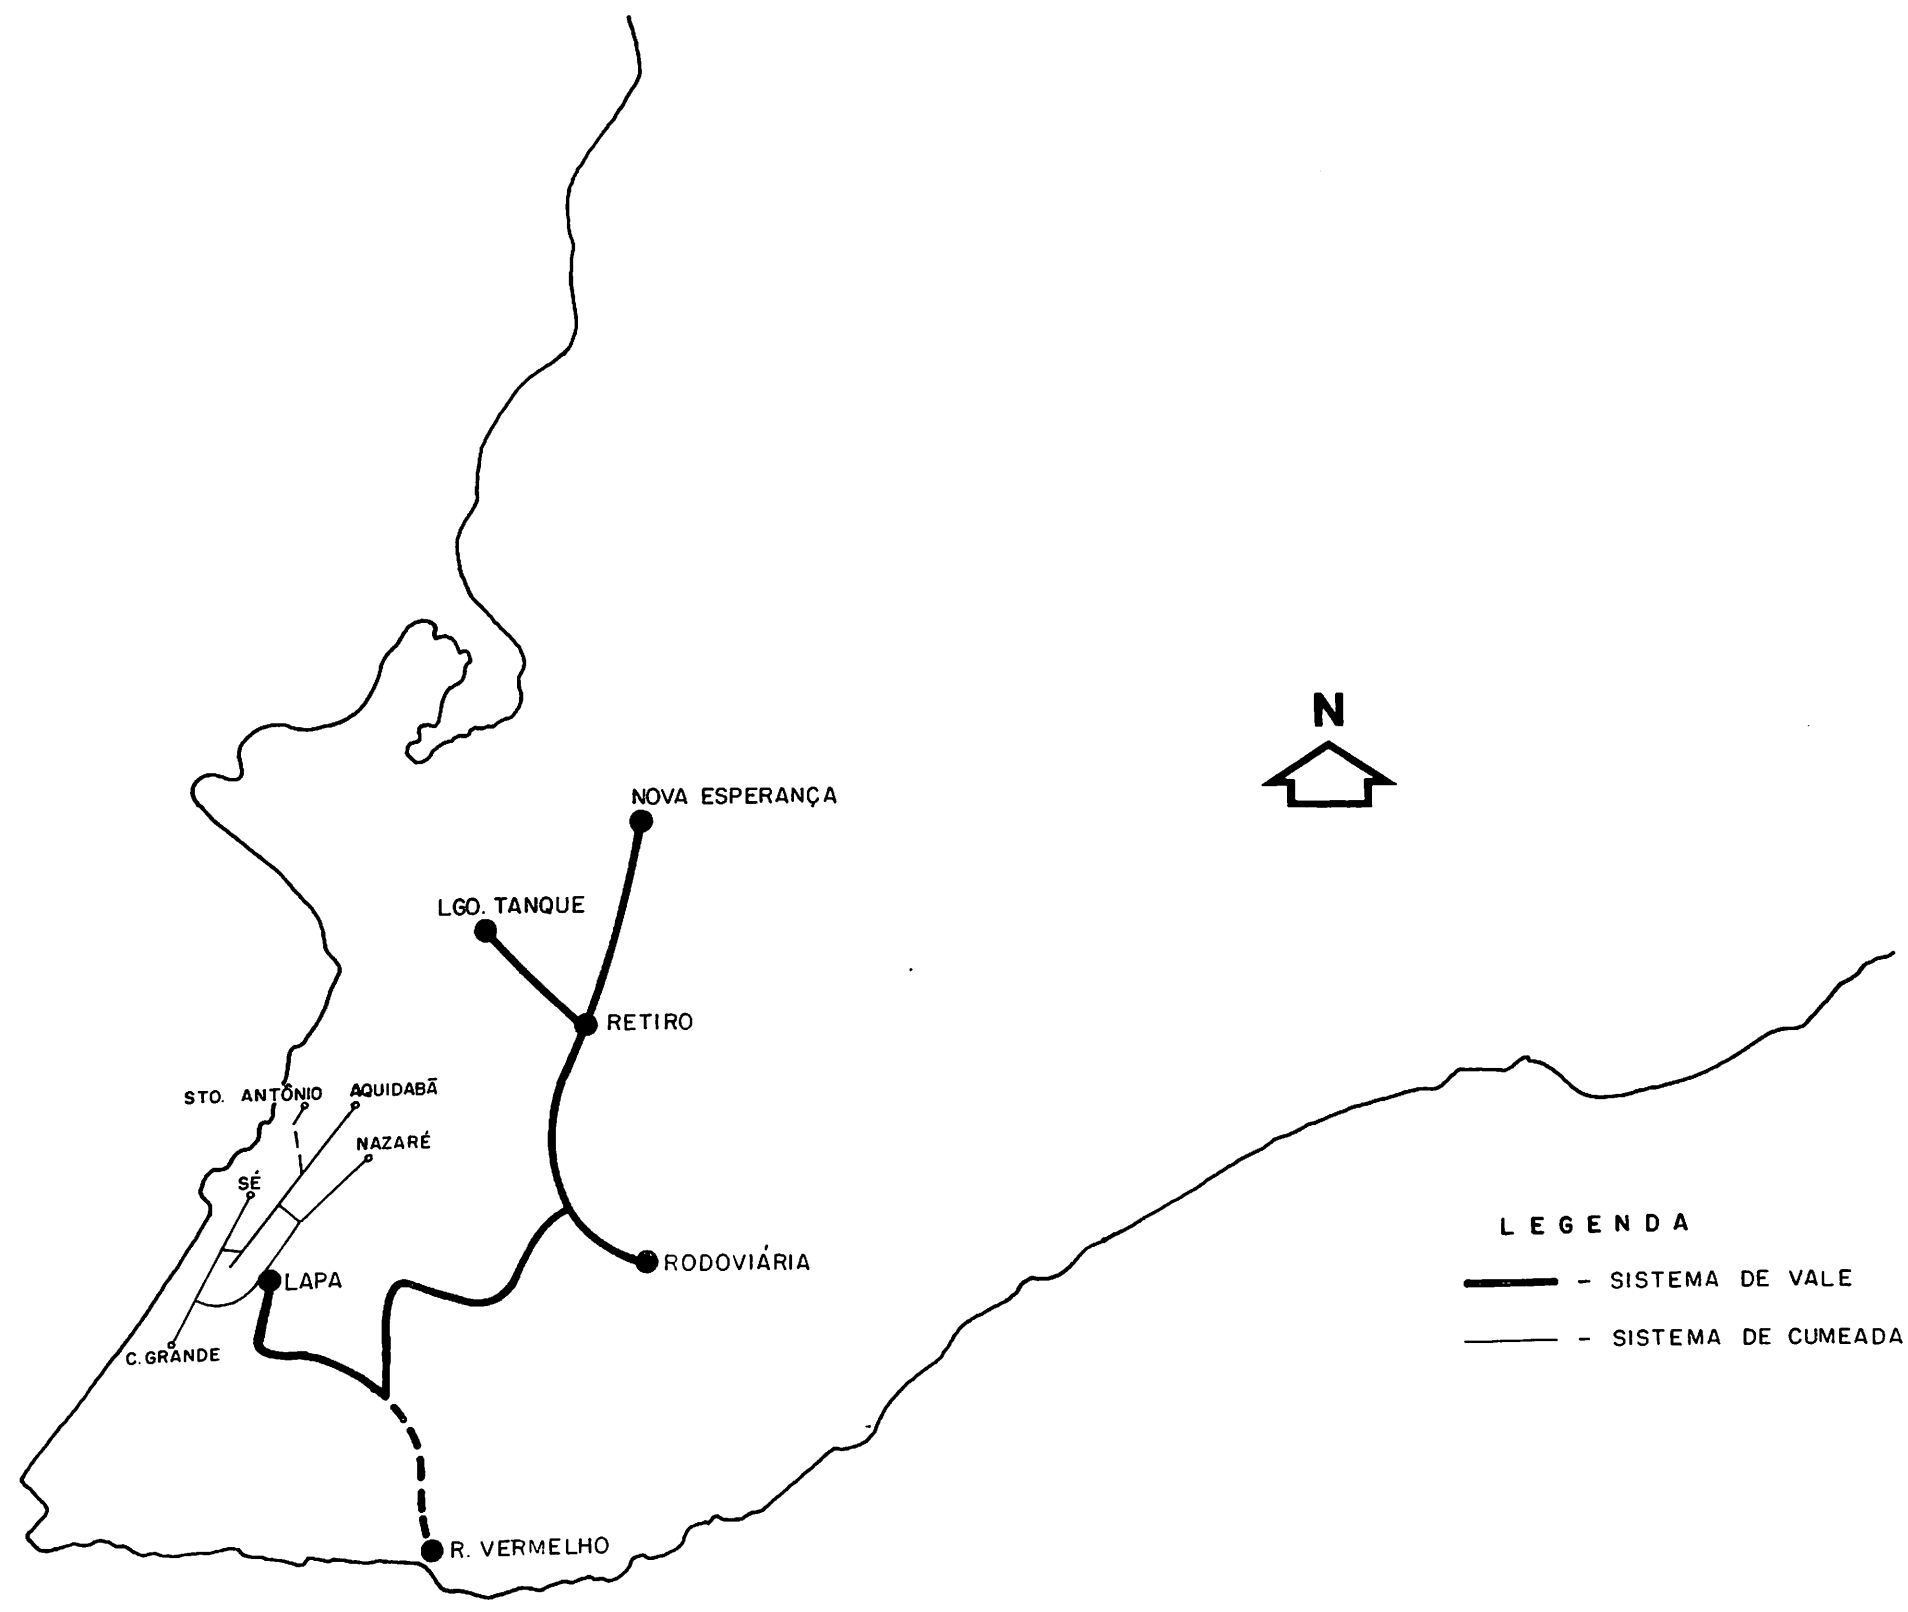 N
NOVA ESPERANÇA
LGO. TANQUE
RETIRO
STO. ANTÔNIO
AQUIDABÃ
NAZARÉ
SÉ
LEGENDA
RODOVIÁRIA
LAPA
- SISTEMA DE VALE
- SISTEMA DE CUMEADA
C. GRANDE
R. VERMELHO